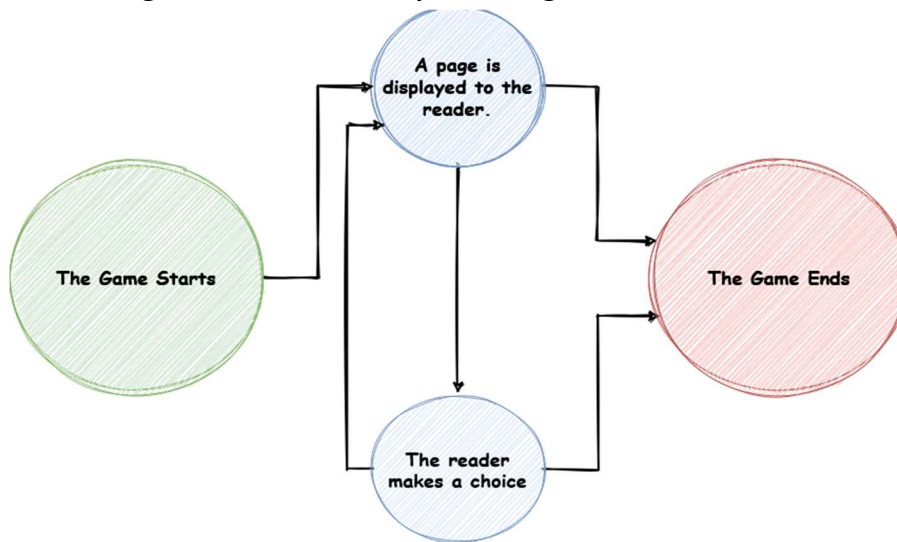 A page is
displayed to the
reader.
The Game Starts
The Game Ends
The reader
makes a choice